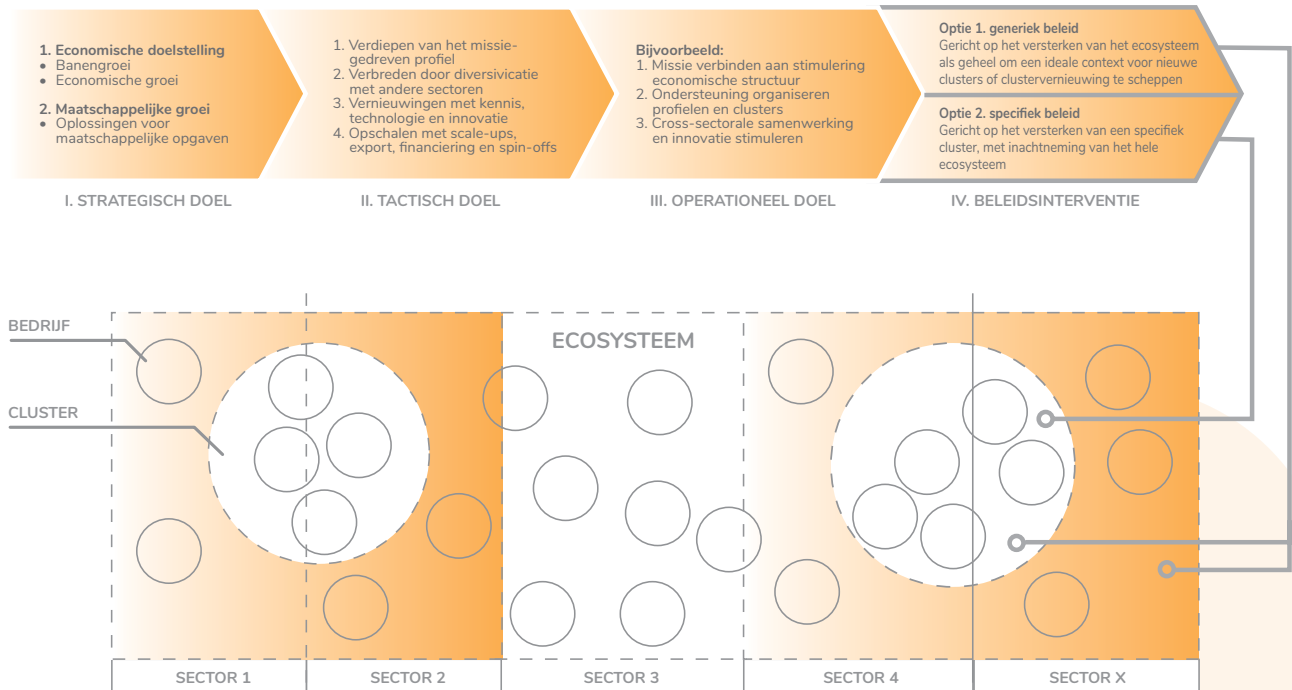 1. Economische doelstelling
• Banengroei
• Economische groei
2. Maatschappelijke groei
• Oplossingen voor
maatschappelijke opgaven
I. STRATEGISCH DOEL
1. Verdiepen van het missie-
gedreven profiel
2. Verbreden door diversivicatie
met andere sectoren
3. Vernieuwingen met kennis,
technologie en innovatie
4. Opschalen met scale-ups,
export, financiering en spin-offs
II. TACTISCH DOEL
Bijvoorbeeld:
1. Missie verbinden aan stimulering
economische structuur
2. Ondersteuning organiseren
profielen en clusters
3. Cross-sectorale samenwerking
en innovatie stimuleren
III. OPERATIONEEL DOEL
Optie 1. generiek beleid
Gericht op het versterken van het ecosysteem
als geheel om een ideale context voor nieuwe
clusters of clustervernieuwing te scheppen
Optie 2. specifiek beleid
Gericht op het versterken van een specifiek
cluster, met inachtneming van het hele
ecosysteem
IV. BELEIDSINTERVENTIE
BEDRIJF
CLUSTER
ECOSYSTEEM
SECTOR 1
SECTOR 2
SECTOR 3
SECTOR 4
SECTOR X